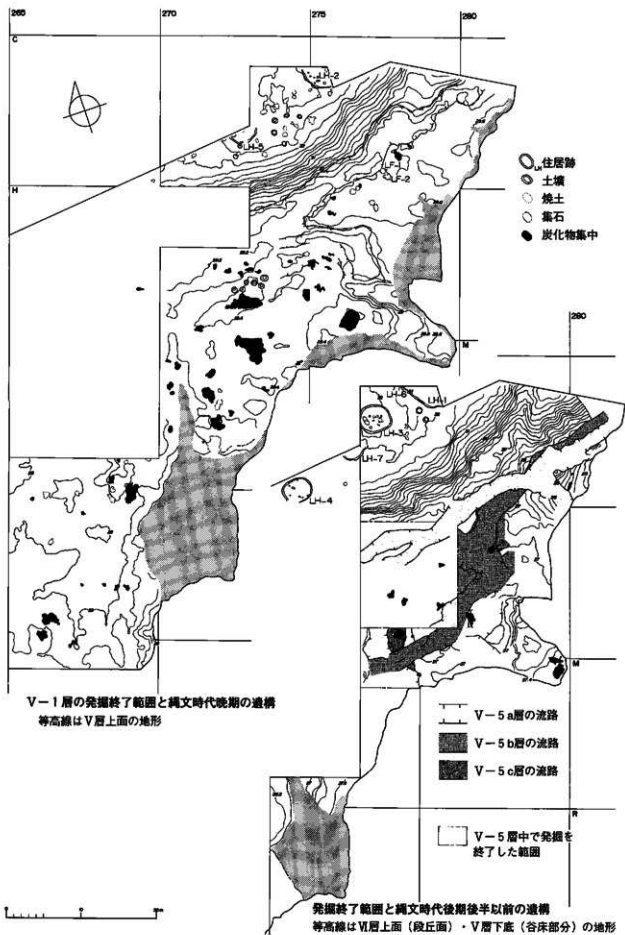 265
270
275
280
C
LH-2
LH-5
LF-1
LF-2
H
住居跡
土壙
焼土
集石
炭化物集中
M
280
LH-6
LH-1
LH-3
LH-7
LH-4
M
V－1層の発掘終了範囲と縄文時代晩期の遺構
等高線はV層上面の地形
V－5a層の流路
V－5b層の流路
V－5c層の流路
R
V－5層中で発掘を
終了した範囲
発掘終了範囲と縄文時代後期後半以前の遺構
等高線はⅥ層上面（段丘面）・V層下底（谷床部分）の地形